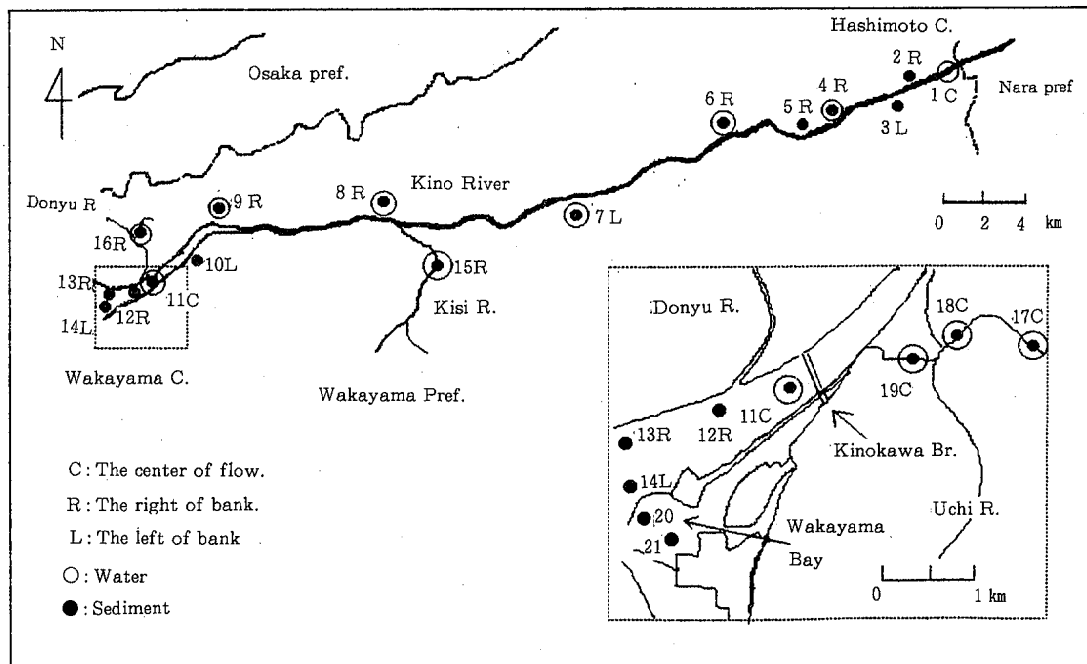 Hashimoto C.
N
Osaka pref.
2 R
1 C
Nara pref
4 R
6 R
5 R
3 L
Kino River
8 R
9 R
Donyu R
7 L
0 2 4 km
16R
10L
15R
13R
11C
Kisi R.
12R
14L
Wakayama C.
Wakayama Pref.
Donyu R.
18C
17C
19C
11C
12R
13R
Kinokawa Br.
14L
20
Wakayama
Bay
21
Uchi R.
0 1 km
C : The center of flow.
R : The right of bank.
L : The left of bank
: Water
: Sediment